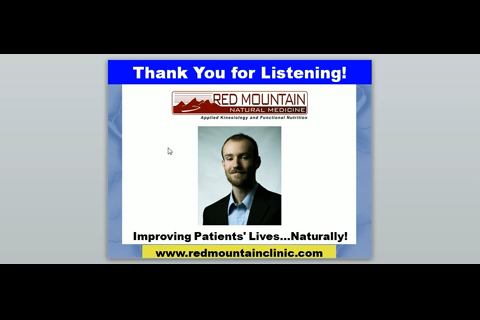 Thank You for Listening!
RED MOUNTAIN
NATURAL MEDICINE
Applied Kinesiology and Functional Nutrition
Improving Patients' Lives...Naturally!
www.redmountainclinic.com